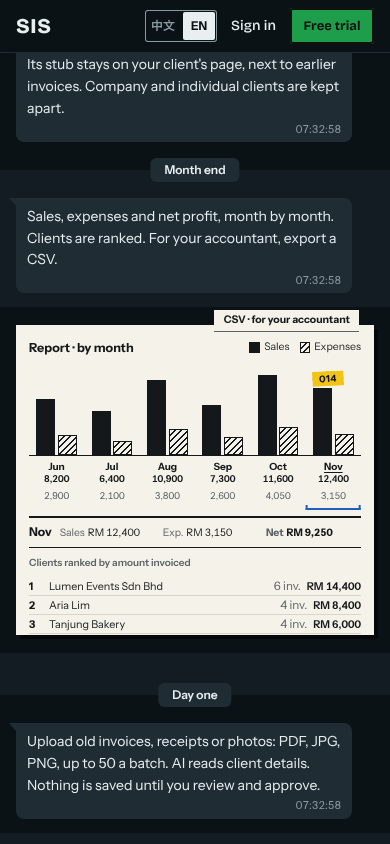 SIS
中文 EN Sign in Free trial
Its stub stays on your client's page, next to earlier
invoices. Company and individual clients are kept
apart.
07:32:58
Month end
Sales, expenses and net profit, month by month.
Clients are ranked. For your accountant, export a
CSV.
07:32:58
CSV · for your accountant
Report · by month
Sales Expenses
014
Jun Jul Aug Sep Oct Nov
8,200 6,400 10,900 7,300 11,600 12,400
2,900 2,100 3,800 2,600 4,050 3,150
Nov Sales RM 12,400 Exp. RM 3,150 Net RM 9,250
Clients ranked by amount invoiced
1 Lumen Events Sdn Bhd 6 inv. RM 14,400
2 Aria Lim 4 inv. RM 8,400
3 Tanjung Bakery 4 inv. RM 6,000
Day one
Upload old invoices, receipts or photos: PDF, JPG,
PNG, up to 50 a batch. AI reads client details.
Nothing is saved until you review and approve.
07:32:58